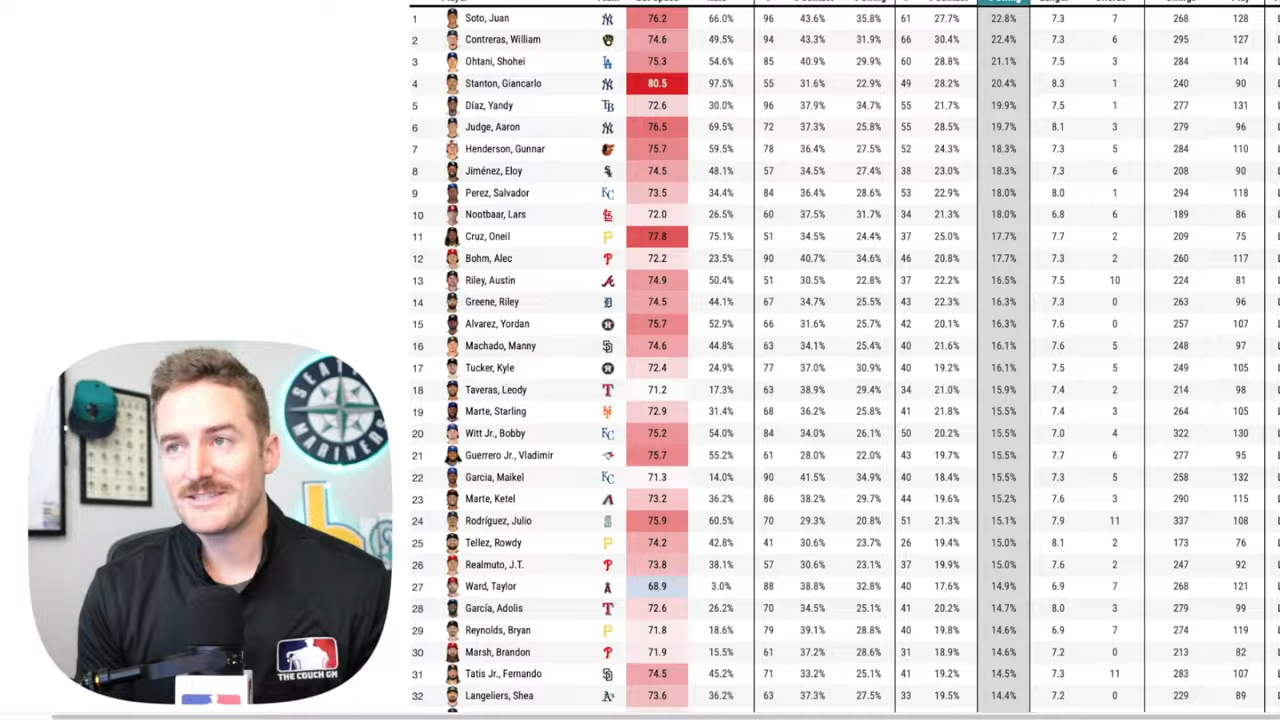 1 Soto, Juan 76.2 66.0% 96 43.6% 35.8% 61 27.7% 22.8% 7.3 7 268 128
2 Contreras, William 74.6 49.5% 94 43.3% 31.9% 66 30.4% 22.4% 7.3 6 295 127
3 Ohtani, Shohei LA 75.3 54.6% 85 40.9% 29.9% 60 28.8% 21.1% 7.5 3 284 114
4 Stanton, Giancarlo 80.5 97.5% 55 31.6% 22.9% 49 28.2% 20.4% 8.3 1 240 90
5 Díaz, Yandy TB 72.6 30.0% 96 37.9% 34.7% 55 21.7% 19.9% 7.5 1 277 131
6 Judge, Aaron 76.5 69.5% 72 37.3% 25.8% 55 28.5% 19.7% 8.1 3 279 96
7 Henderson, Gunnar 75.7 59.5% 78 36.4% 27.5% 52 24.3% 18.3% 7.3 5 284 110
8 Jiménez, Eloy 74.5 48.1% 57 34.5% 27.4% 38 23.0% 18.3% 7.3 6 208 90
9 Perez, Salvador KC 73.5 34.4% 84 36.4% 28.6% 53 22.9% 18.0% 8.0 1 294 118
10 Nootbaar, Lars 72.0 26.5% 60 37.5% 31.7% 34 21.3% 18.0% 6.8 6 189 86
11 Cruz, Oneil P 77.8 75.1% 51 34.5% 24.4% 37 25.0% 17.7% 7.7 2 209 75
12 Bohm, Alec P 72.2 23.5% 90 40.7% 34.6% 46 20.8% 17.7% 7.3 2 260 117
13 Riley, Austin 74.9 50.4% 51 30.5% 22.8% 37 22.2% 16.5% 7.5 10 224 81
14 Greene, Riley 74.5 44.1% 67 34.7% 25.5% 43 22.3% 16.3% 7.3 0 263 96
15 Alvarez, Yordan 75.7 52.9% 66 31.6% 25.7% 42 20.1% 16.3% 7.6 0 257 107
16 Machado, Manny SD 74.6 44.8% 63 34.1% 25.4% 40 21.6% 16.1% 7.6 5 248 97
17 Tucker, Kyle 72.4 24.9% 77 37.0% 30.9% 40 19.2% 16.1% 7.5 5 249 105
18 Taveras, Leody T 71.2 17.3% 63 38.9% 29.4% 34 21.0% 15.9% 7.4 2 214 98
19 Marte, Starling 72.9 31.4% 68 36.2% 25.8% 41 21.8% 15.5% 7.4 3 264 105
20 Witt Jr., Bobby KC 75.2 54.0% 84 34.0% 26.1% 50 20.2% 15.5% 7.0 4 322 130
21 Guerrero Jr., Vladimir 75.7 55.2% 61 28.0% 22.0% 43 19.7% 15.5% 7.7 6 277 95
22 Garcia, Maikel KC 71.3 14.0% 90 41.5% 34.9% 40 18.4% 15.5% 7.3 5 258 132
23 Marte, Ketel A 73.2 36.2% 86 38.2% 29.7% 44 19.6% 15.2% 7.6 3 290 115
24 Rodríguez, Julio S 75.9 60.5% 70 29.3% 20.8% 51 21.3% 15.1% 7.9 11 337 108
25 Tellez, Rowdy P 74.2 42.8% 41 30.6% 23.7% 26 19.4% 15.0% 8.1 2 173 76
26 Realmuto, J.T. P 73.8 38.1% 57 30.6% 23.1% 37 19.9% 15.0% 7.6 2 247 92
27 Ward, Taylor A 68.9 3.0% 88 38.8% 32.8% 40 17.6% 14.9% 6.9 7 268 121
28 García, Adolis T 72.6 26.2% 70 34.5% 25.1% 41 20.2% 14.7% 8.0 3 279 99
29 Reynolds, Bryan P 71.8 18.6% 79 39.1% 28.8% 40 19.8% 14.6% 6.9 7 274 119
30 Marsh, Brandon P 71.9 15.5% 61 37.2% 28.6% 31 18.9% 14.6% 7.2 0 213 82
31 Tatis Jr., Fernando SD 74.5 45.2% 71 33.2% 25.1% 41 19.2% 14.5% 7.3 11 283 107
32 Langeliers, Shea A's 73.6 36.2% 63 37.3% 27.5% 33 19.5% 14.4% 7.2 0 229 89
SEATTLE
MARINERS
THE COUCH GM